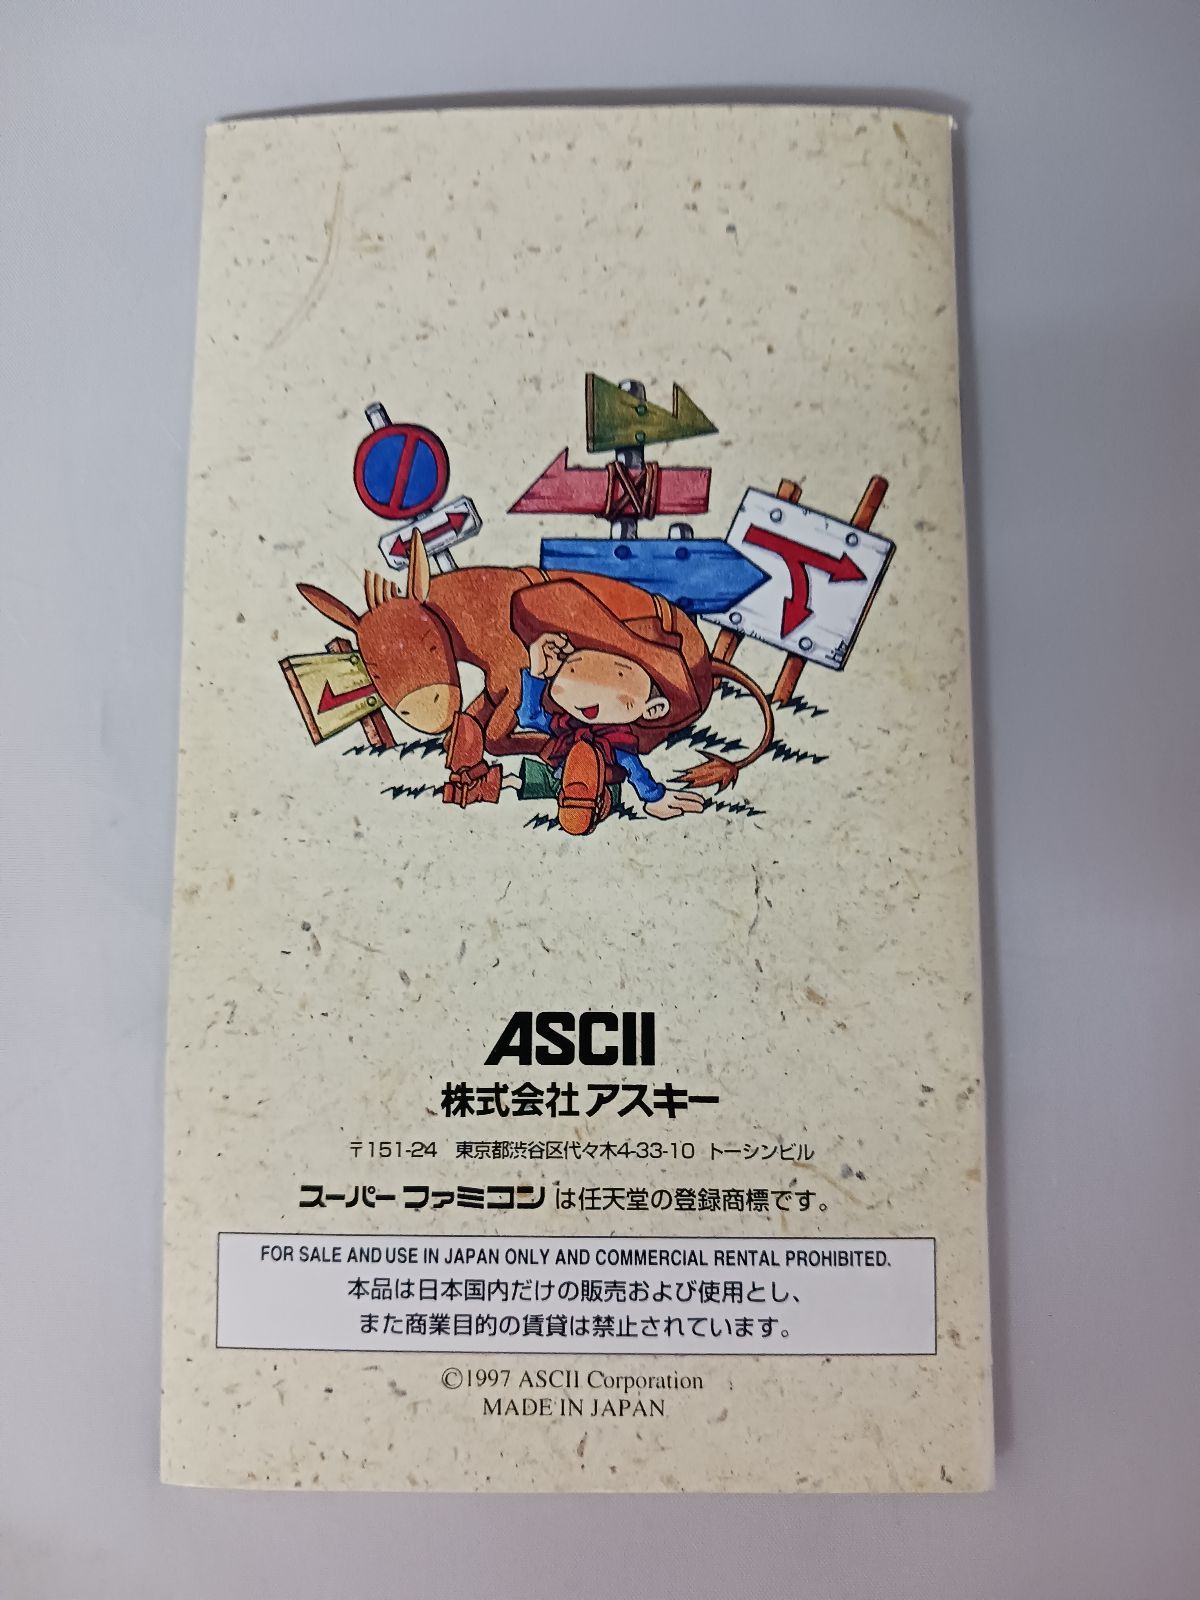 hitoz
ASCII
株式会社アスキー
〒151-24 東京都渋谷区代々木4-33-10 トーシンビル
スーパーファミコンは任天堂の登録商標です。
FOR SALE AND USE IN JAPAN ONLY AND COMMERCIAL RENTAL PROHIBITED.
本品は日本国内だけの販売および使用とし、
また商業目的の賃貸は禁止されています。
©1997 ASCII Corporation
MADE IN JAPAN